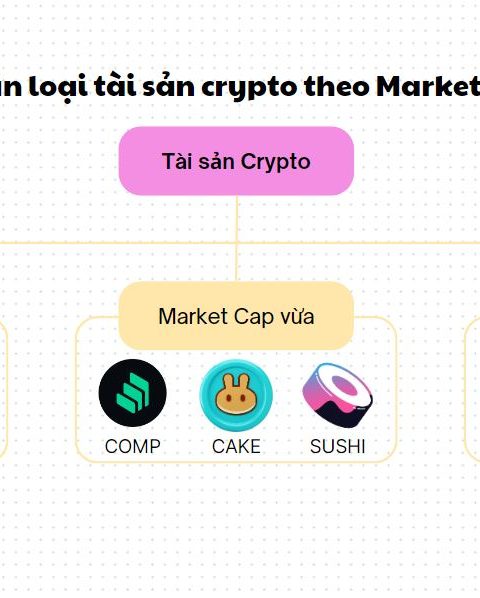 loại tài sản crypto theo Market
Tài sản Crypto
Market Cap vừa
COMP CAKE SUSHI